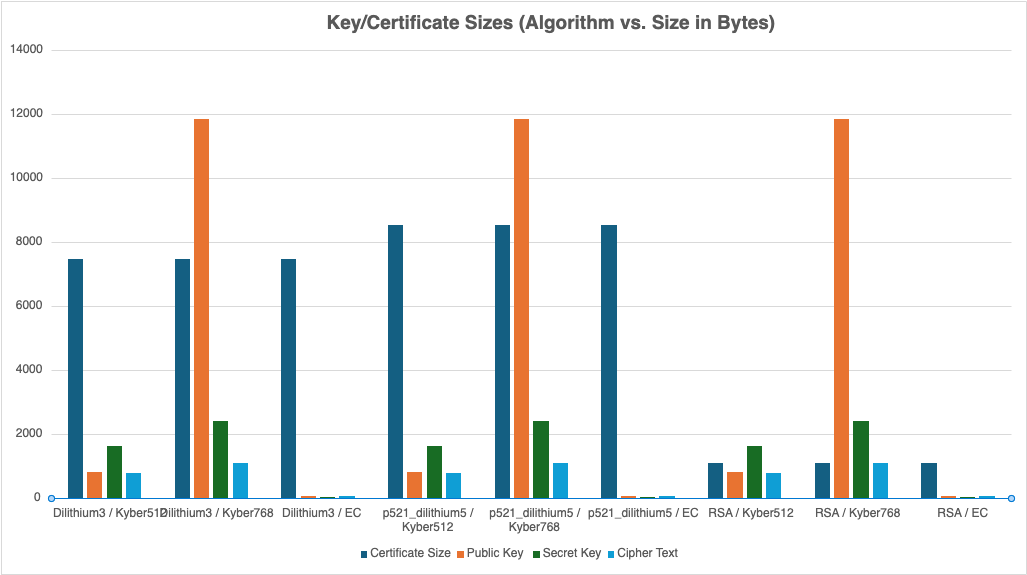 Key/Certificate Sizes (Algorithm vs. Size in Bytes)
14000
12000
10000
8000
6000
4000
2000
0
Dilithium3 / Kyber512
Dilithium3 / Kyber768
Dilithium3 / EC
p521_dilithium5 /
Kyber512
p521_dilithium5 /
Kyber768
p521_dilithium5 / EC
RSA / Kyber512
RSA / Kyber768
RSA / EC
Certificate Size
Public Key
Secret Key
Cipher Text